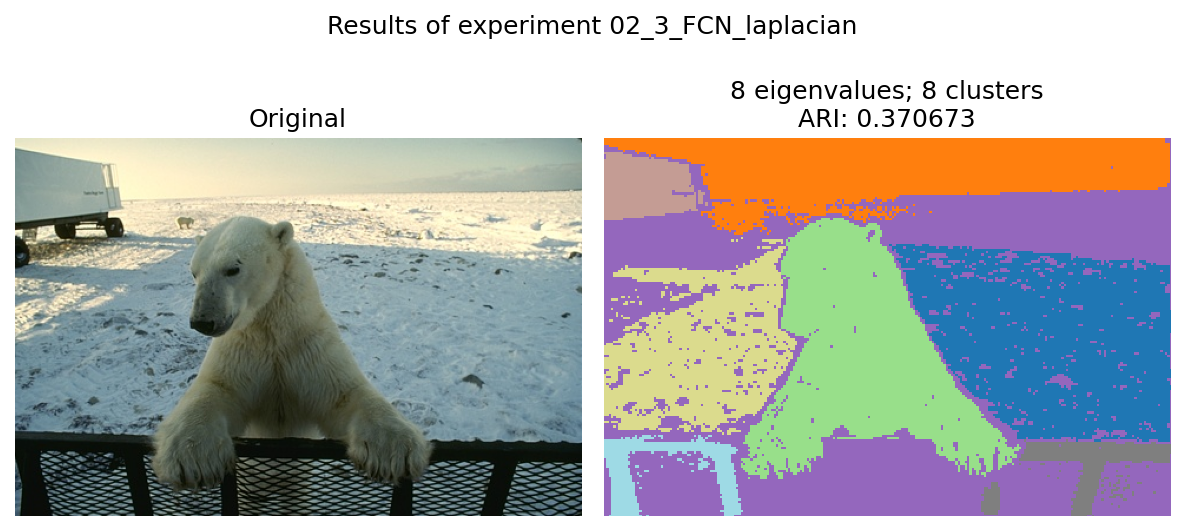 Results of experiment 02_3_FCN_laplacian
Original
8 eigenvalues; 8 clusters
ARI: 0.370673